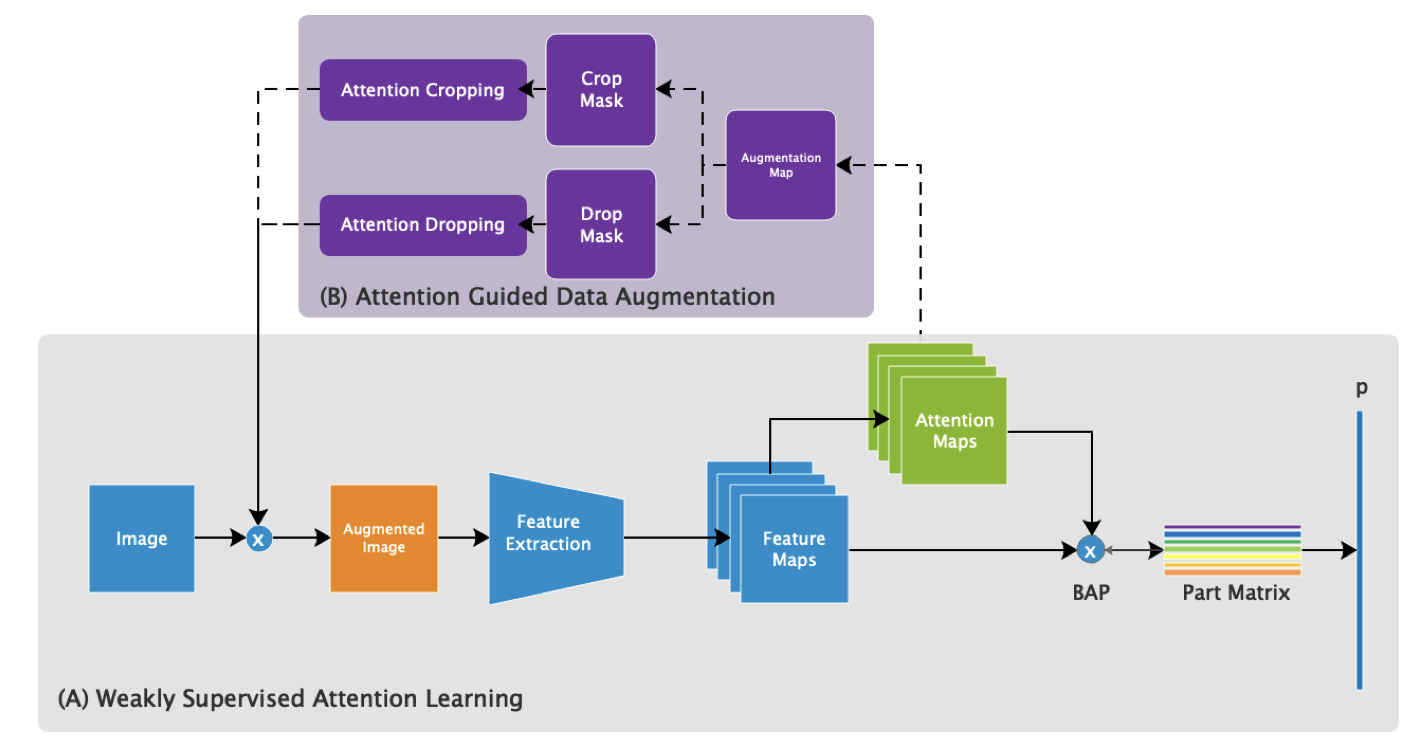 Attention Cropping
Crop
Mask
Augmentation
Map
Attention Dropping
Drop
Mask
(B) Attention Guided Data Augmentation
p
Attention
Maps
Image
x
Augmented
Image
Feature
Extraction
Feature
Maps
x
BAP
Part Matrix
(A) Weakly Supervised Attention Learning